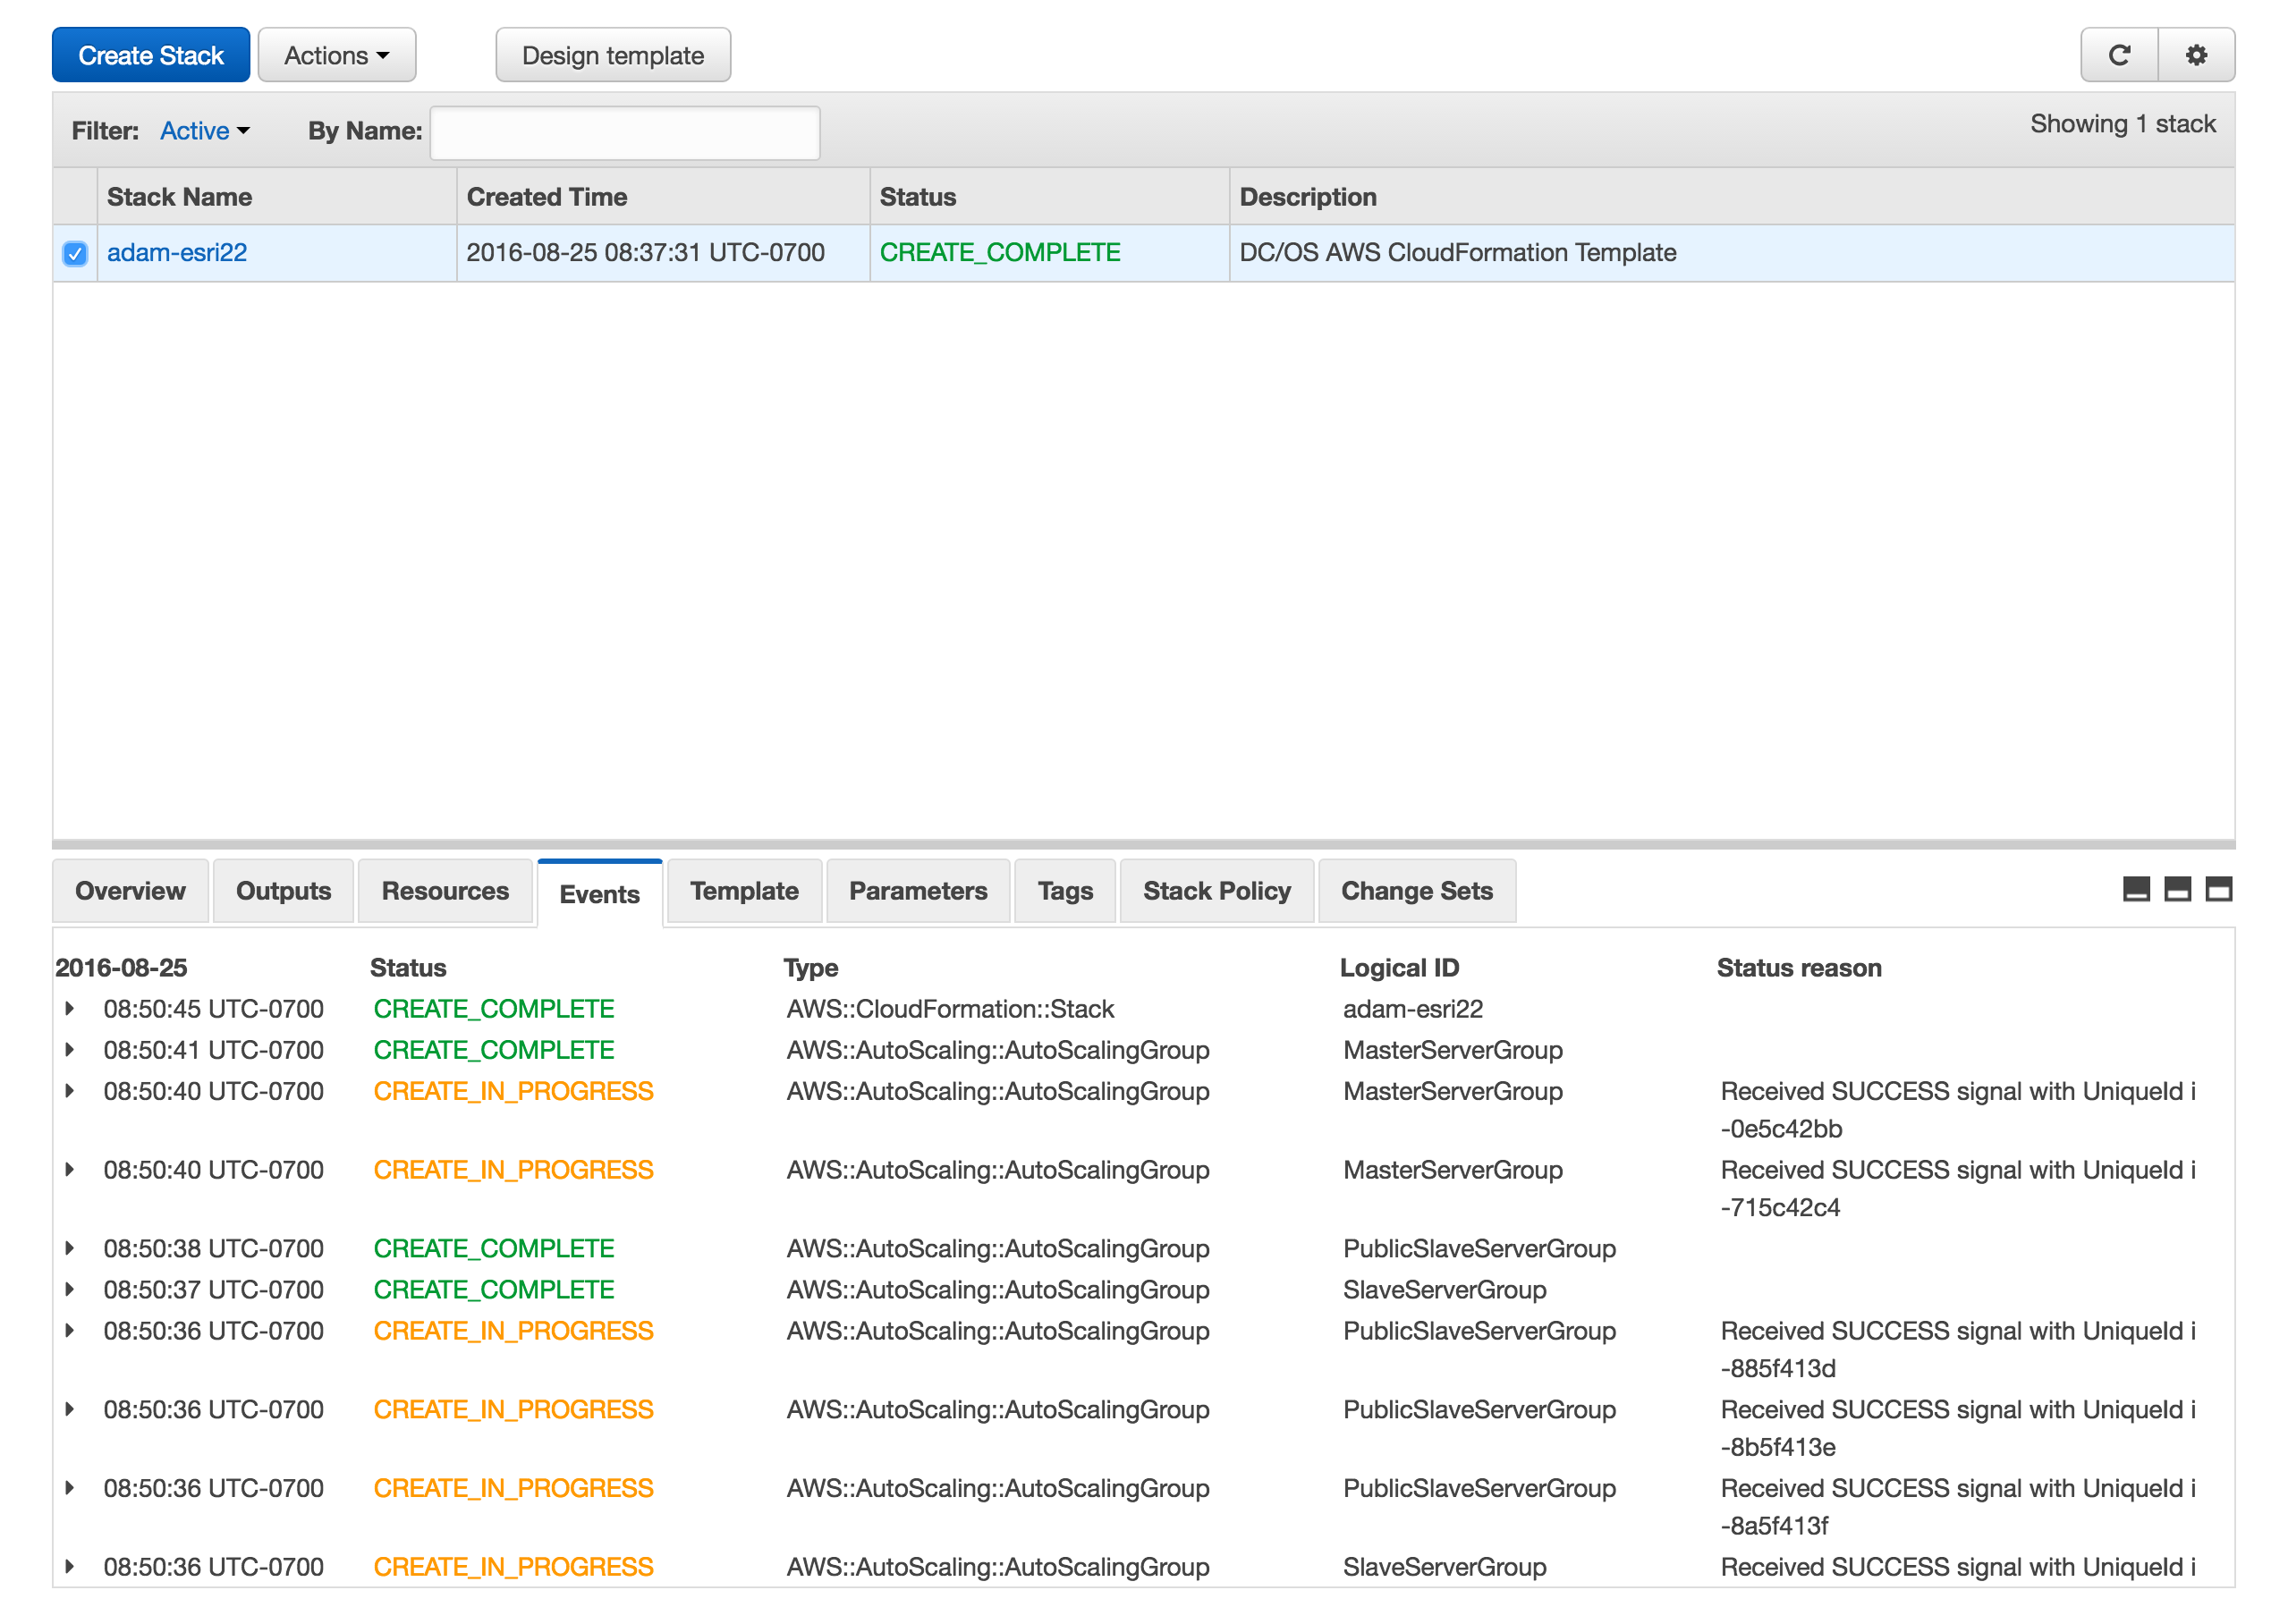 Create Stack Actions Design template
Filter: Active By Name: Showing 1 stack
Stack Name Created Time Status Description
adam-esri22 2016-08-25 08:37:31 UTC-0700 CREATE_COMPLETE DC/OS AWS CloudFormation Template
Overview Outputs Resources Events Template Parameters Tags Stack Policy Change Sets
2016-08-25 Status Type Logical ID Status reason
08:50:45 UTC-0700 CREATE_COMPLETE AWS::CloudFormation::Stack adam-esri22
08:50:41 UTC-0700 CREATE_COMPLETE AWS::AutoScaling::AutoScalingGroup MasterServerGroup
08:50:40 UTC-0700 CREATE_IN_PROGRESS AWS::AutoScaling::AutoScalingGroup MasterServerGroup Received SUCCESS signal with UniqueId i
-0e5c42bb
08:50:40 UTC-0700 CREATE_IN_PROGRESS AWS::AutoScaling::AutoScalingGroup MasterServerGroup Received SUCCESS signal with UniqueId i
-715c42c4
08:50:38 UTC-0700 CREATE_COMPLETE AWS::AutoScaling::AutoScalingGroup PublicSlaveServerGroup
08:50:37 UTC-0700 CREATE_COMPLETE AWS::AutoScaling::AutoScalingGroup SlaveServerGroup
08:50:36 UTC-0700 CREATE_IN_PROGRESS AWS::AutoScaling::AutoScalingGroup PublicSlaveServerGroup Received SUCCESS signal with UniqueId i
-885f413d
08:50:36 UTC-0700 CREATE_IN_PROGRESS AWS::AutoScaling::AutoScalingGroup PublicSlaveServerGroup Received SUCCESS signal with UniqueId i
-8b5f413e
08:50:36 UTC-0700 CREATE_IN_PROGRESS AWS::AutoScaling::AutoScalingGroup PublicSlaveServerGroup Received SUCCESS signal with UniqueId i
-8a5f413f
08:50:36 UTC-0700 CREATE_IN_PROGRESS AWS::AutoScaling::AutoScalingGroup SlaveServerGroup Received SUCCESS signal with UniqueId i